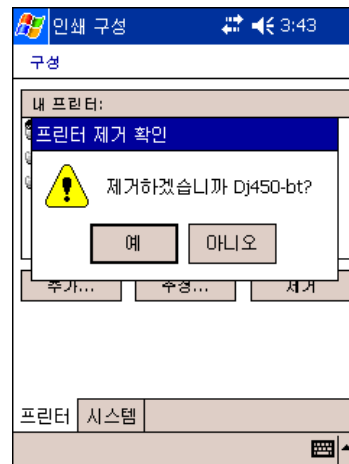 인쇄 구성
3:43
구성
내 프린터:
프린터 제거 확인
제거하겠습니까 Dj450-bt?
예
아니오
추가...
수정...
제거
프린터
시스템